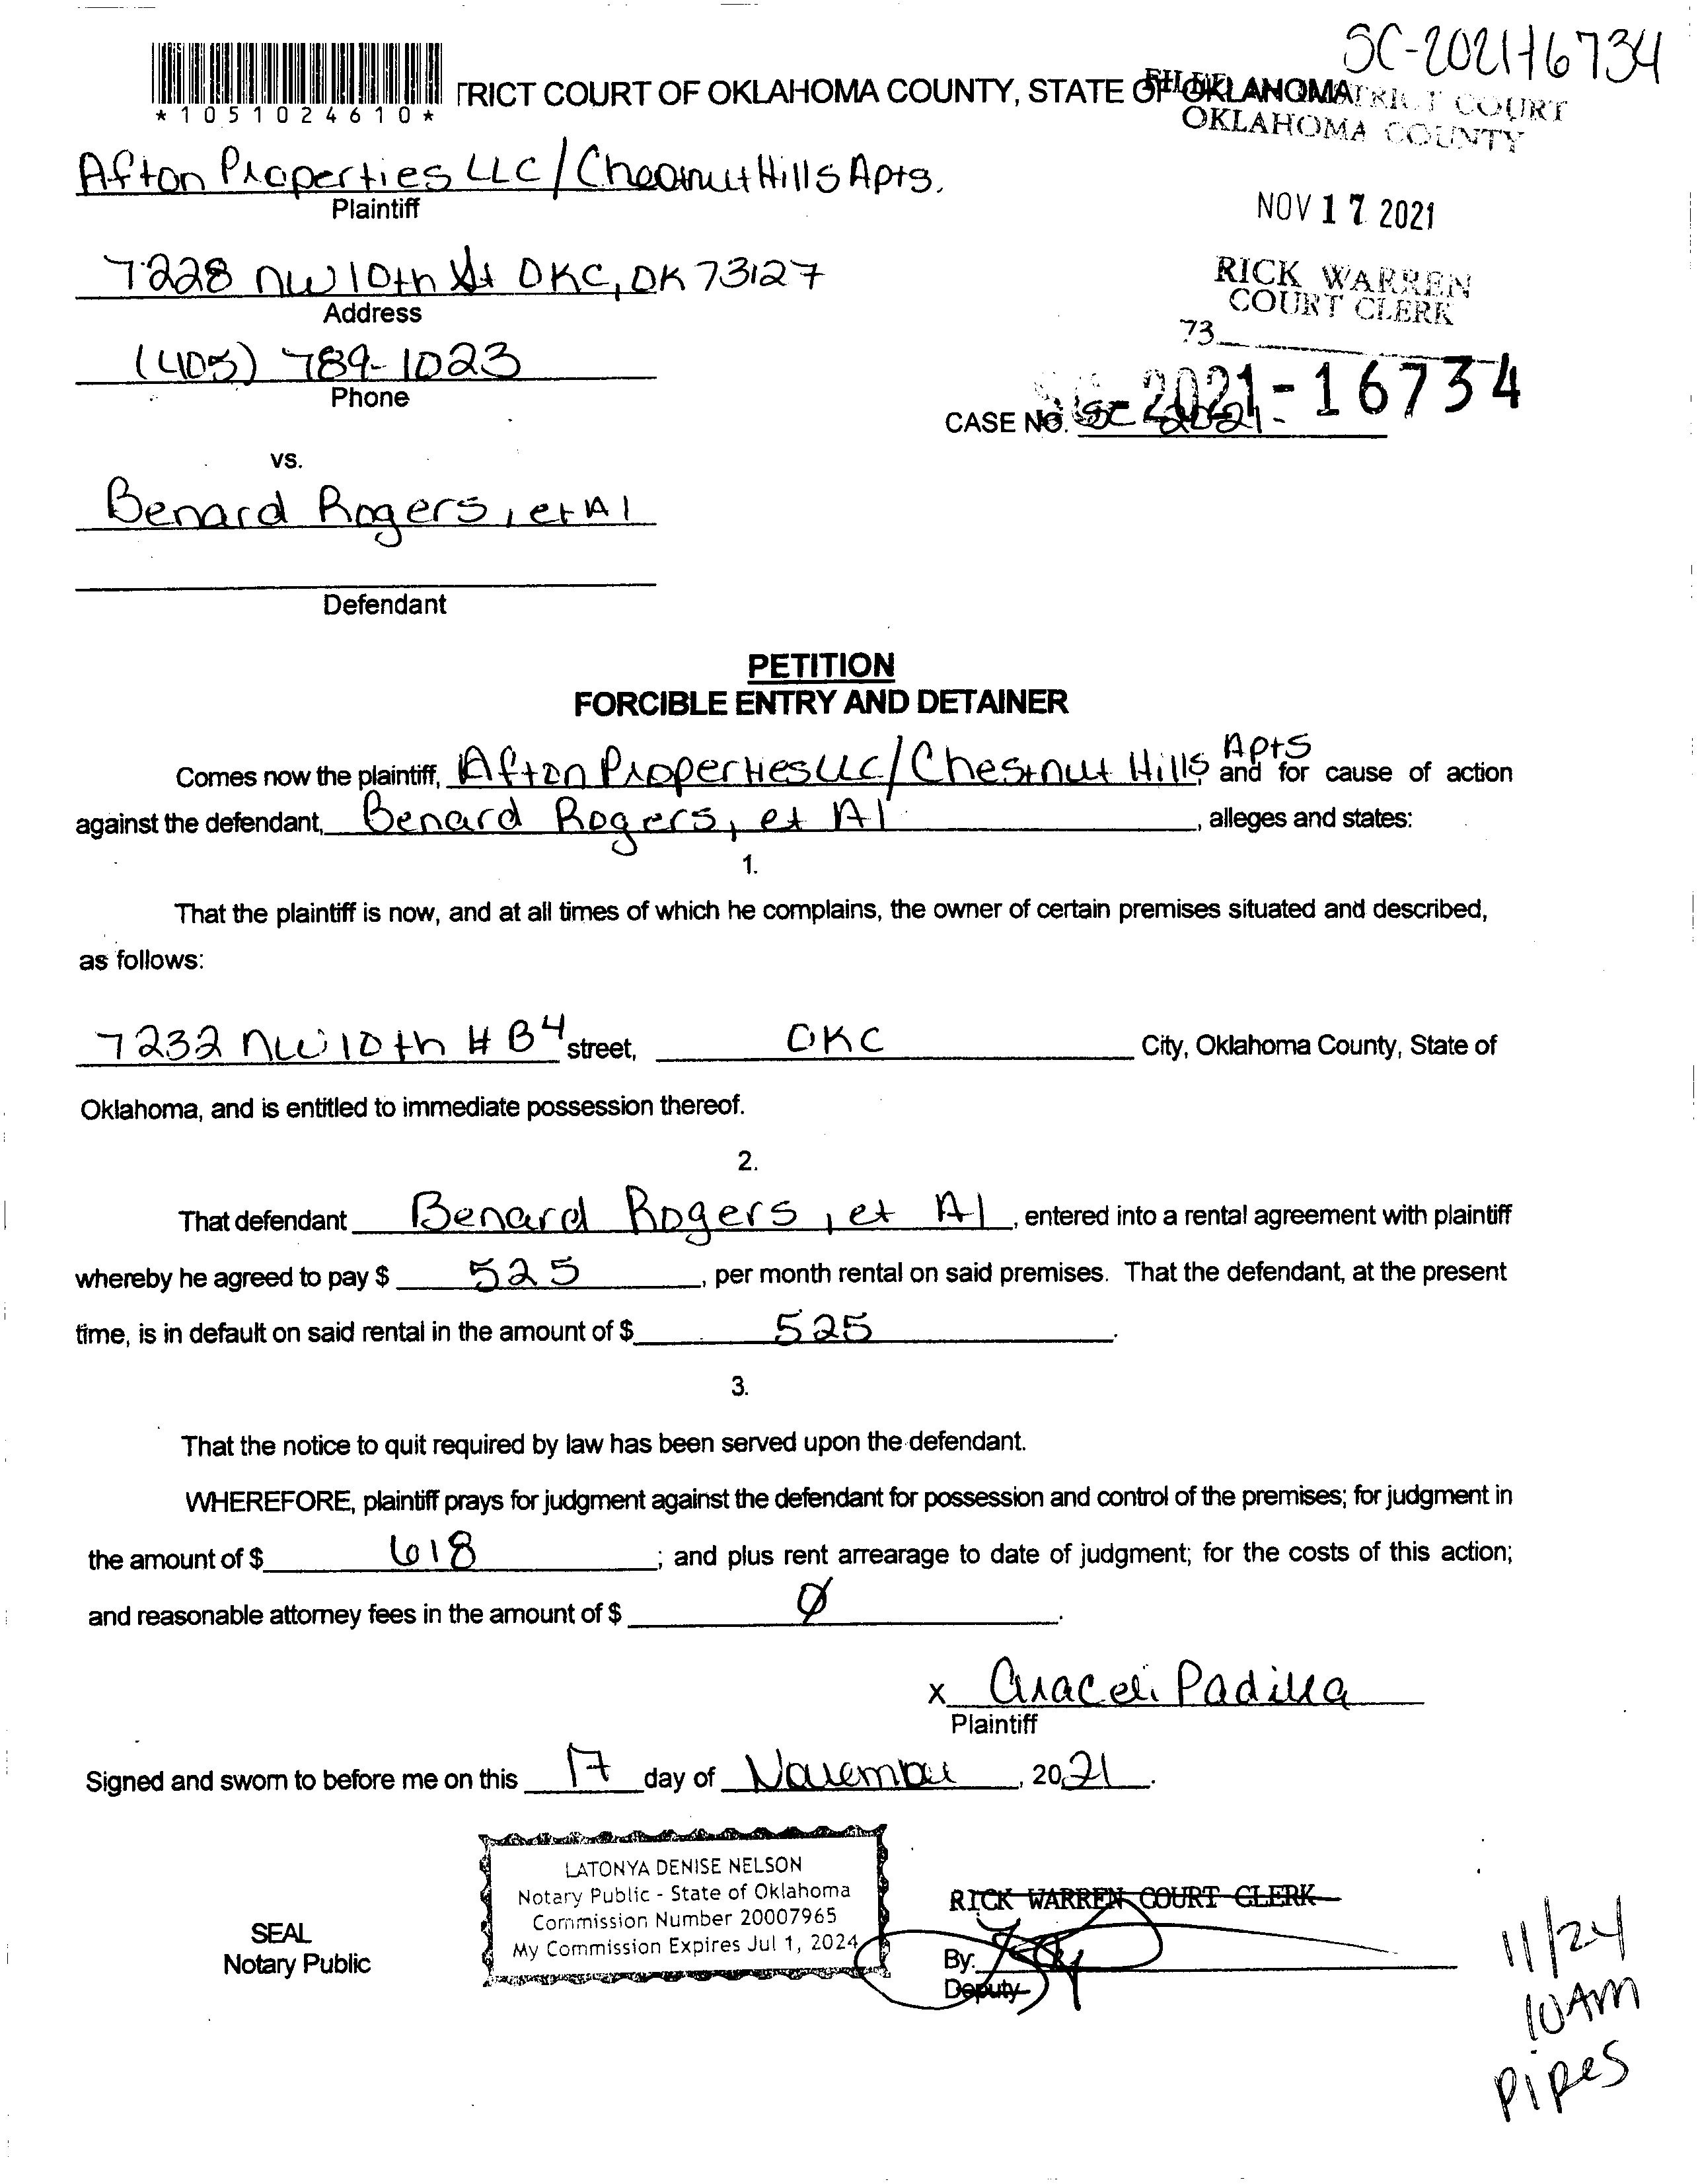 SC-2021-16734
*1051024610*
TRICT COURT OF OKLAHOMA COUNTY, STATE OF OKLAHOMA
FILED DISTRICT COURT
OKLAHOMA COUNTY
Afton Properties LLC/Chestnut Hills Apts.
Plaintiff
NOV 17 2021
7228 NW 10th St OKC, OK 73127
Address
RICK WARREN
COURT CLERK
73
(405) 789-1023
Phone
SC-2021-16734
CASE NO. SC 2021-
vs.
Benard Rogers, et Al
Defendant
PETITION
FORCIBLE ENTRY AND DETAINER
Comes now the plaintiff, Afton Properties LLC/Chestnut Hills Apts, and for cause of action
against the defendant, Benard Rogers, et Al, alleges and states:
1.
That the plaintiff is now, and at all times of which he complains, the owner of certain premises situated and described,
as follows:
7232 NW 10th # B4 street, OKC City, Oklahoma County, State of
Oklahoma, and is entitled to immediate possession thereof.
2.
That defendant Benard Rogers, et Al, entered into a rental agreement with plaintiff
whereby he agreed to pay $ 525, per month rental on said premises. That the defendant, at the present
time, is in default on said rental in the amount of $ 525.
3.
That the notice to quit required by law has been served upon the defendant.
WHEREFORE, plaintiff prays for judgment against the defendant for possession and control of the premises; for judgment in
the amount of $ 618; and plus rent arrearage to date of judgment; for the costs of this action;
and reasonable attorney fees in the amount of $ Ø.
x Araceli Padilla
Plaintiff
Signed and sworn to before me on this 17 day of November, 2021.
LATONYA DENISE NELSON
Notary Public - State of Oklahoma
Commission Number 20007965
My Commission Expires Jul 1, 2024
SEAL
Notary Public
RICK WARREN, COURT CLERK
By:
Deputy
11/24
10AM
Pipes